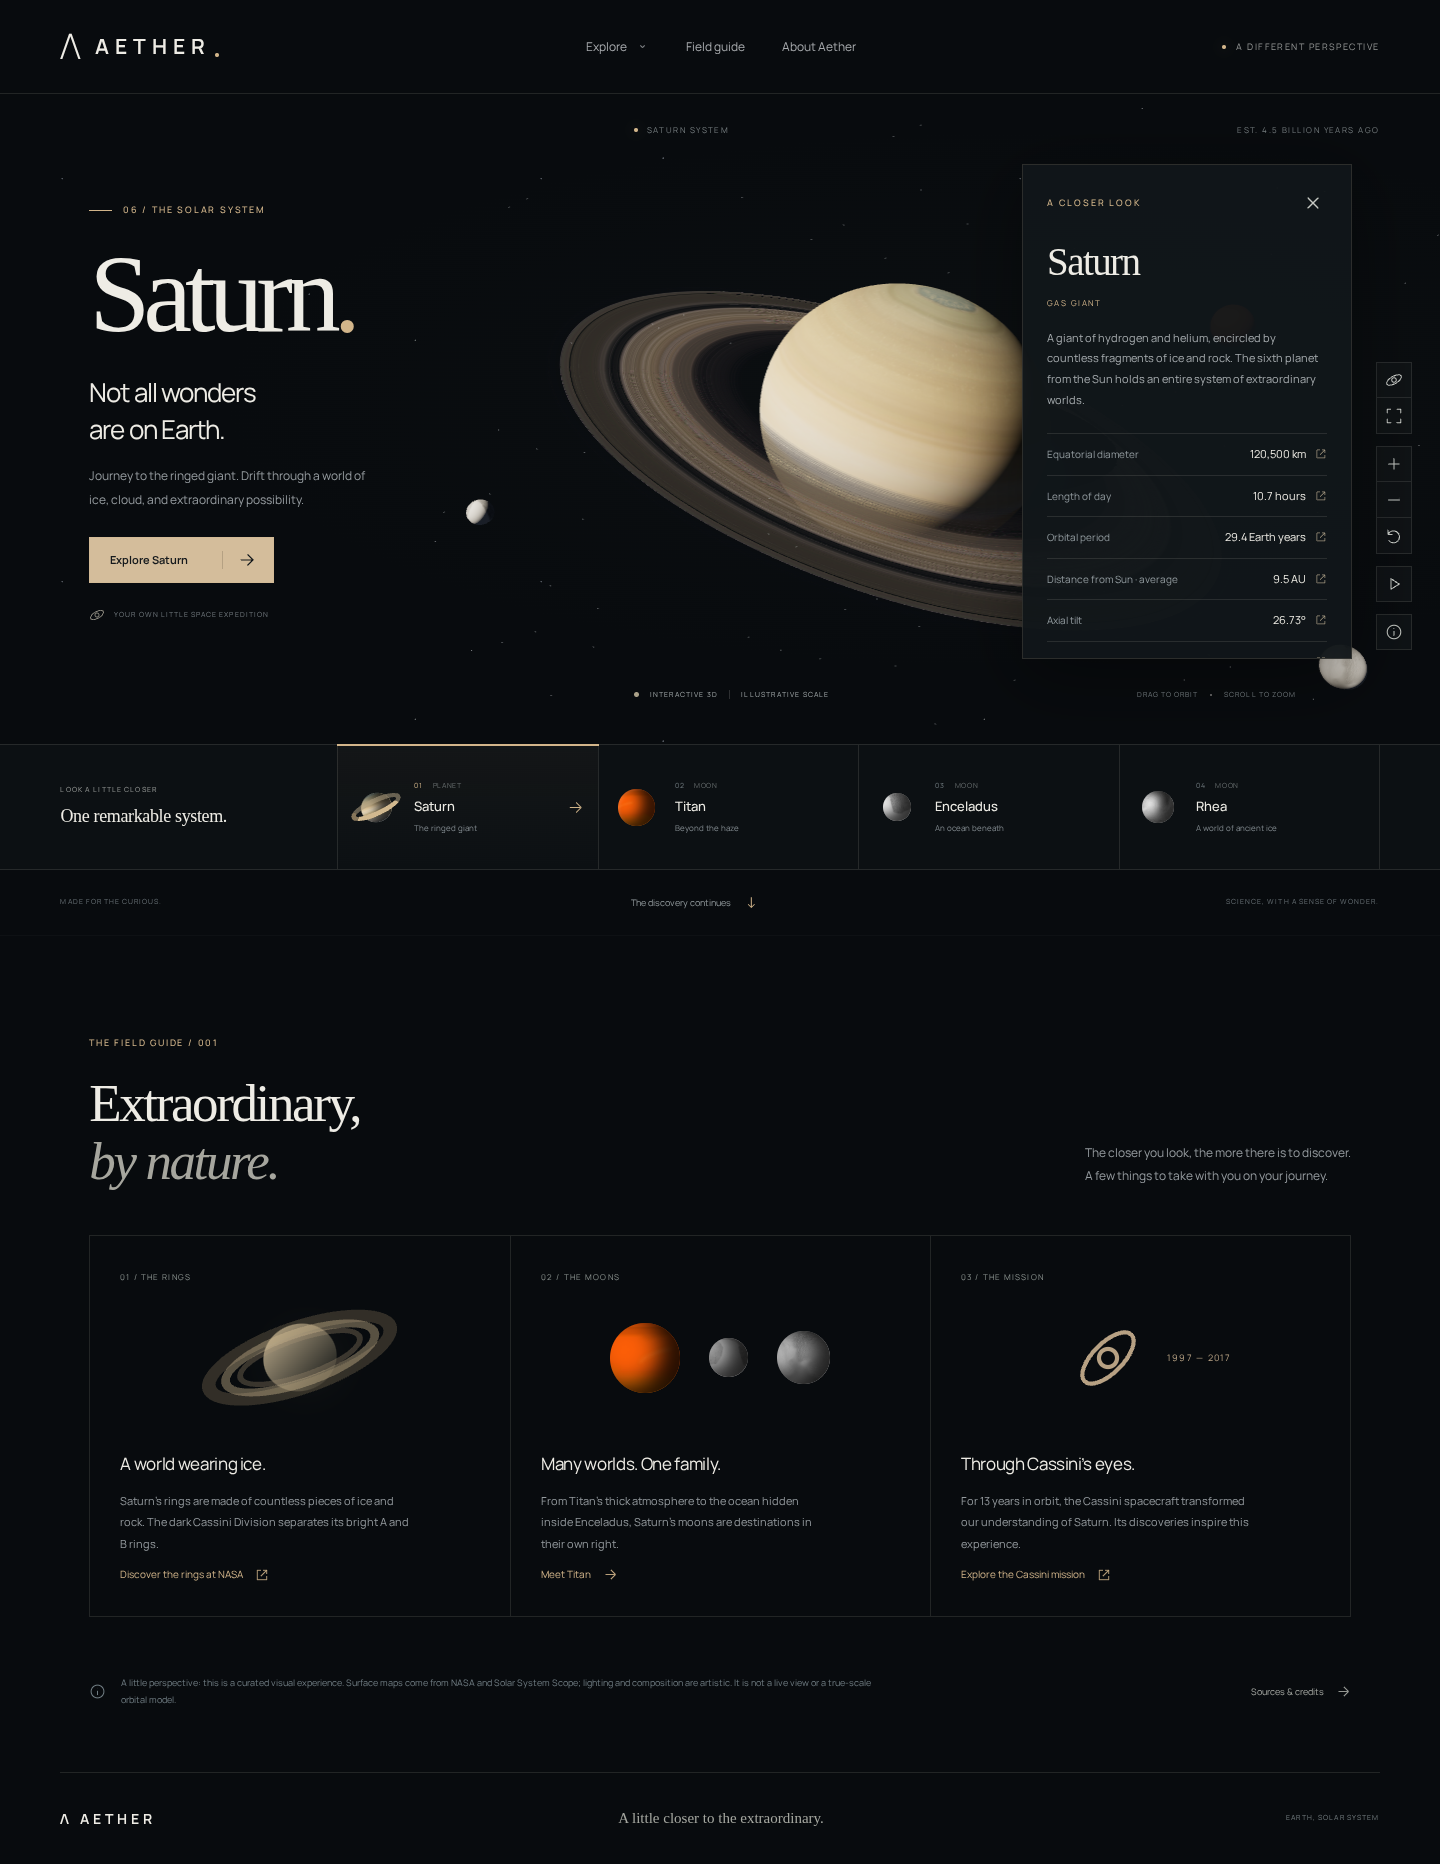 AETHER.
Explore
Field guide
About Aether
A DIFFERENT PERSPECTIVE
SATURN SYSTEM
EST. 4.5 BILLION YEARS AGO
06 / THE SOLAR SYSTEM
Saturn.
Not all wonders
are on Earth.
Journey to the ringed giant. Drift through a world of
ice, cloud, and extraordinary possibility.
Explore Saturn
YOUR OWN LITTLE SPACE EXPEDITION
A CLOSER LOOK
Saturn
GAS GIANT
A giant of hydrogen and helium, encircled by
countless fragments of ice and rock. The sixth planet
from the Sun holds an entire system of extraordinary
worlds.
Equatorial diameter 120,500 km
Length of day 10.7 hours
Orbital period 29.4 Earth years
Distance from Sun · average 9.5 AU
Axial tilt 26.73°
INTERACTIVE 3D | ILLUSTRATIVE SCALE
DRAG TO ORBIT • SCROLL TO ZOOM
LOOK A LITTLE CLOSER
One remarkable system.
01 PLANET
Saturn
The ringed giant
02 MOON
Titan
Beyond the haze
03 MOON
Enceladus
An ocean beneath
04 MOON
Rhea
A world of ancient ice
MADE FOR THE CURIOUS.
The discovery continues
SCIENCE, WITH A SENSE OF WONDER.
THE FIELD GUIDE / 001
Extraordinary,
by nature.
The closer you look, the more there is to discover.
A few things to take with you on your journey.
01 / THE RINGS
A world wearing ice.
Saturn's rings are made of countless pieces of ice and
rock. The dark Cassini Division separates its bright A and
B rings.
Discover the rings at NASA
02 / THE MOONS
Many worlds. One family.
From Titan's thick atmosphere to the ocean hidden
inside Enceladus, Saturn's moons are destinations in
their own right.
Meet Titan
03 / THE MISSION
1997 — 2017
Through Cassini's eyes.
For 13 years in orbit, the Cassini spacecraft transformed
our understanding of Saturn. Its discoveries inspire this
experience.
Explore the Cassini mission
A little perspective: this is a curated visual experience. Surface maps come from NASA and Solar System Scope; lighting and composition are artistic. It is not a live view or a true-scale
orbital model.
Sources & credits
AETHER
A little closer to the extraordinary.
EARTH, SOLAR SYSTEM